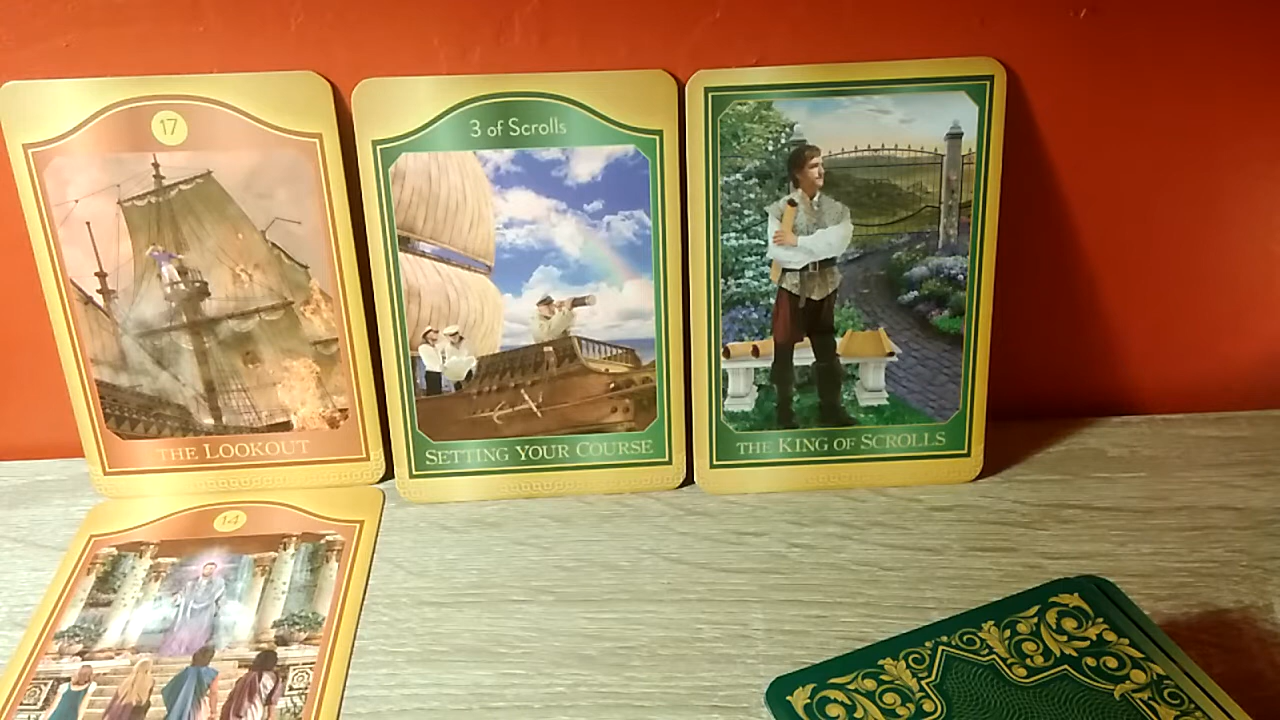 17
THE LOOKOUT
3 of Scrolls
SETTING YOUR COURSE
THE KING OF SCROLLS
14